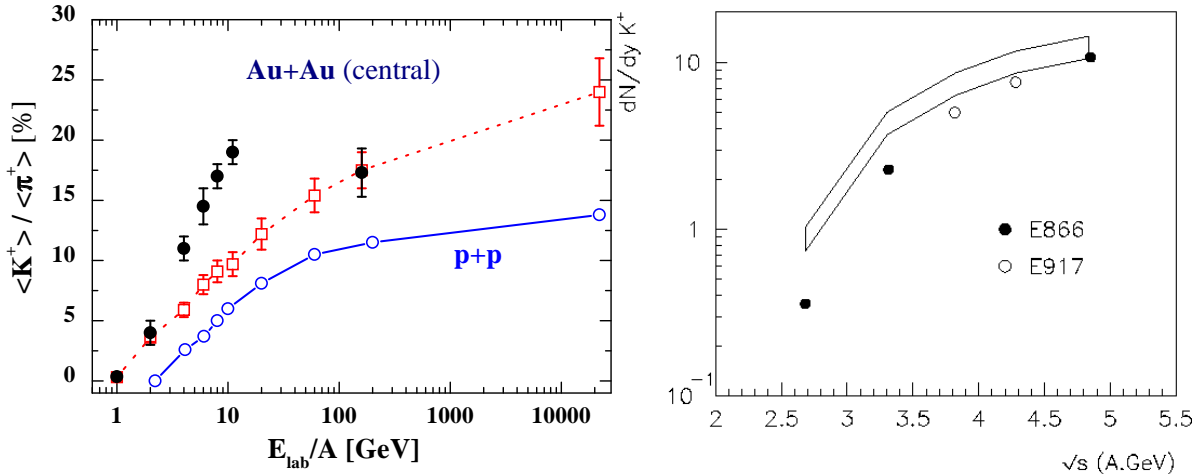 30
25
20
15
10
5
0
<K⁺> / <π⁺> [%]
Au+Au (central)
p+p
1
10
100
1000
10000
E_lab/A [GeV]
dN/dy K⁺
10
1
10⁻¹
E866
E917
2
2.5
3
3.5
4
4.5
5
5.5
√s (A.GeV)